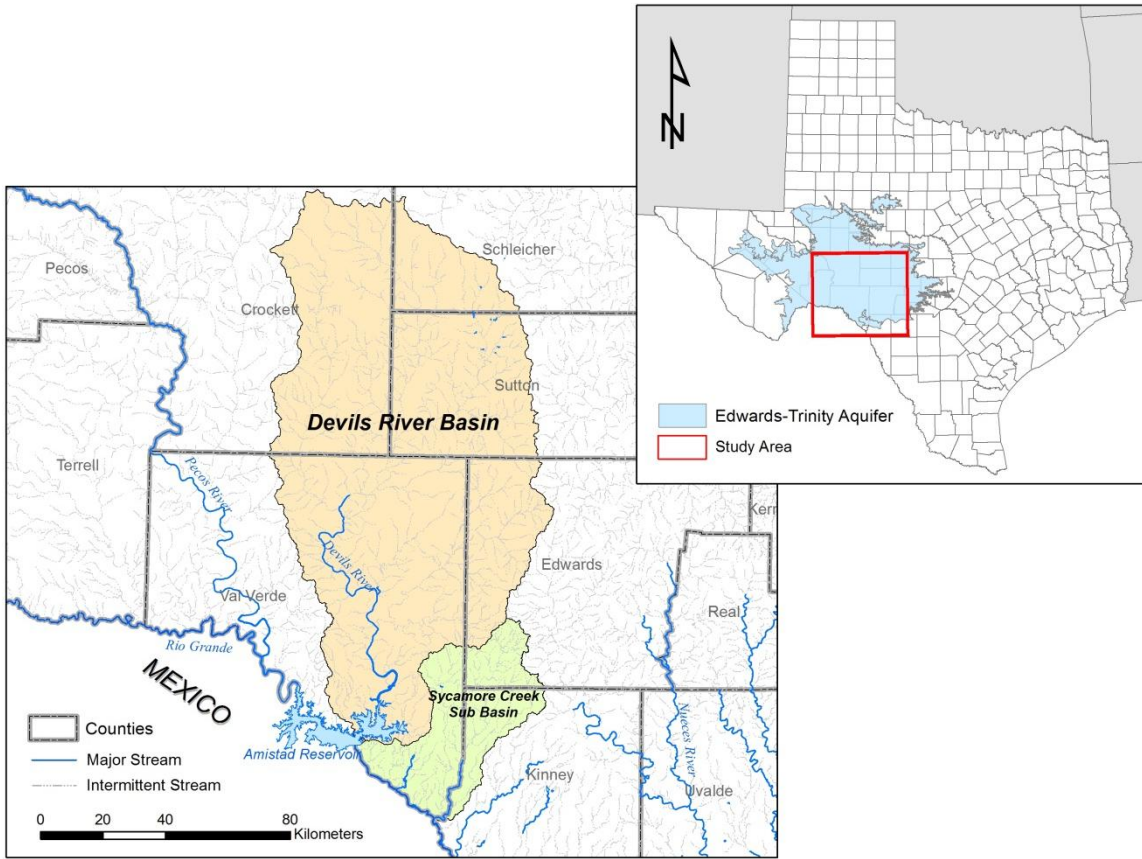 N
Edwards-Trinity Aquifer
Study Area
Pecos
Schleicher
Crockett
Sutton
Devils River Basin
Terrell
Pecos River
Devils River
Kerr
Edwards
Val Verde
Real
Rio Grande
MEXICO
Sycamore Creek
Sub Basin
Nueces River
Counties
Major Stream
Amistad Reservoir
Intermittent Stream
Kinney
Uvalde
0 20 40 80
Kilometers